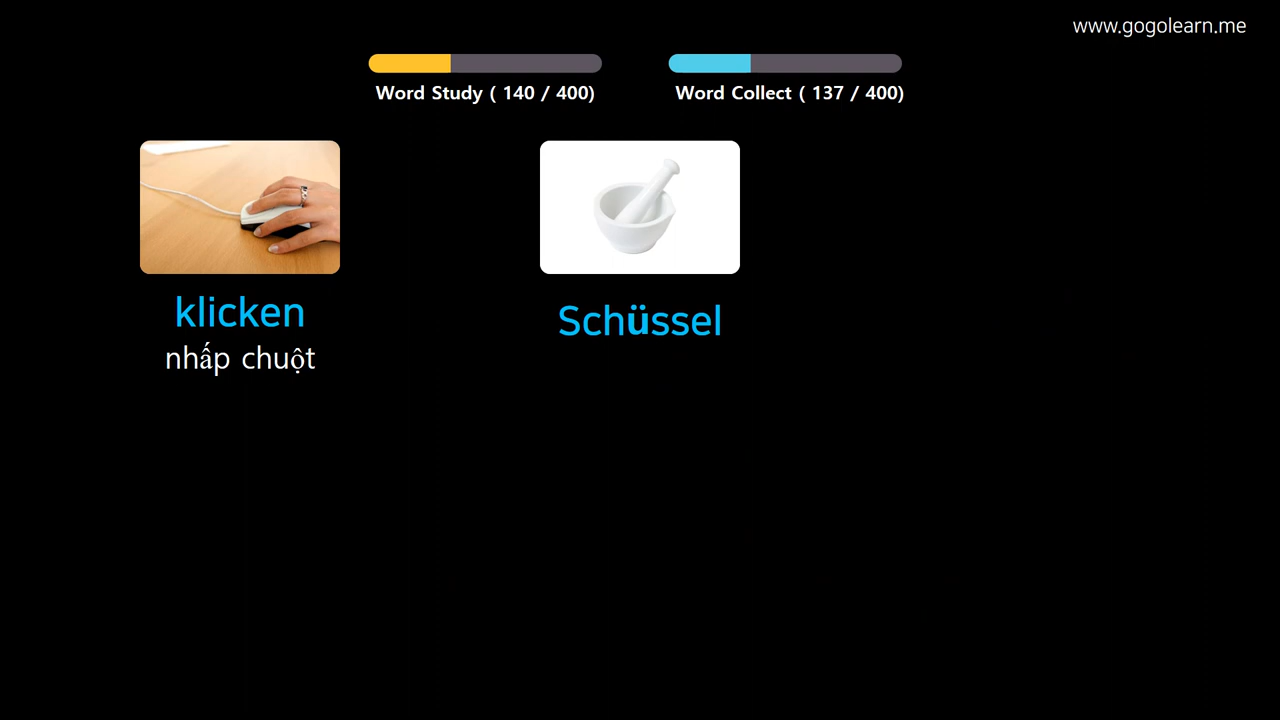 www.gogolearn.me
Word Study ( 140 / 400)
Word Collect ( 137 / 400)
klicken
nhấp chuột
Schüssel